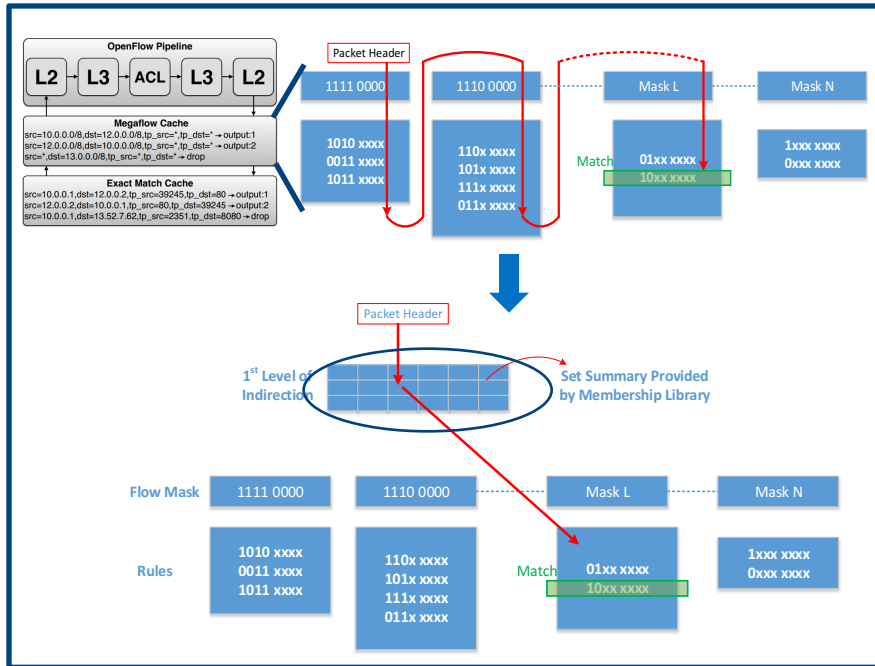 OpenFlow Pipeline
L2
L3
ACL
L3
L2
Megaflow Cache
src=10.0.0.0/8,dst=12.0.0.0/8,tp_src=*,tp_dst=* → output:1
src=12.0.0.0/8,dst=10.0.0.0/8,tp_src=*,tp_dst=* → output:2
src=*,dst=13.0.0.0/8,tp_src=*,tp_dst=* → drop
Exact Match Cache
src=10.0.0.1,dst=12.0.0.2,tp_src=39245,tp_dst=80 → output:1
src=12.0.0.2,dst=10.0.0.1,tp_src=80,tp_dst=39245 → output:2
src=10.0.0.1,dst=13.52.7.62,tp_src=2351,tp_dst=8080 → drop
Packet Header
1111 0000
1110 0000
Mask L
Mask N
1010 xxxx
0011 xxxx
1011 xxxx
110x xxxx
101x xxxx
111x xxxx
011x xxxx
Match
01xx xxxx
10xx xxxx
1xxx xxxx
0xxx xxxx
Packet Header
1st Level of
Indirection
Set Summary Provided
by Membership Library
Flow Mask
1111 0000
1110 0000
Mask L
Mask N
Rules
1010 xxxx
0011 xxxx
1011 xxxx
110x xxxx
101x xxxx
111x xxxx
011x xxxx
Match
01xx xxxx
10xx xxxx
1xxx xxxx
0xxx xxxx